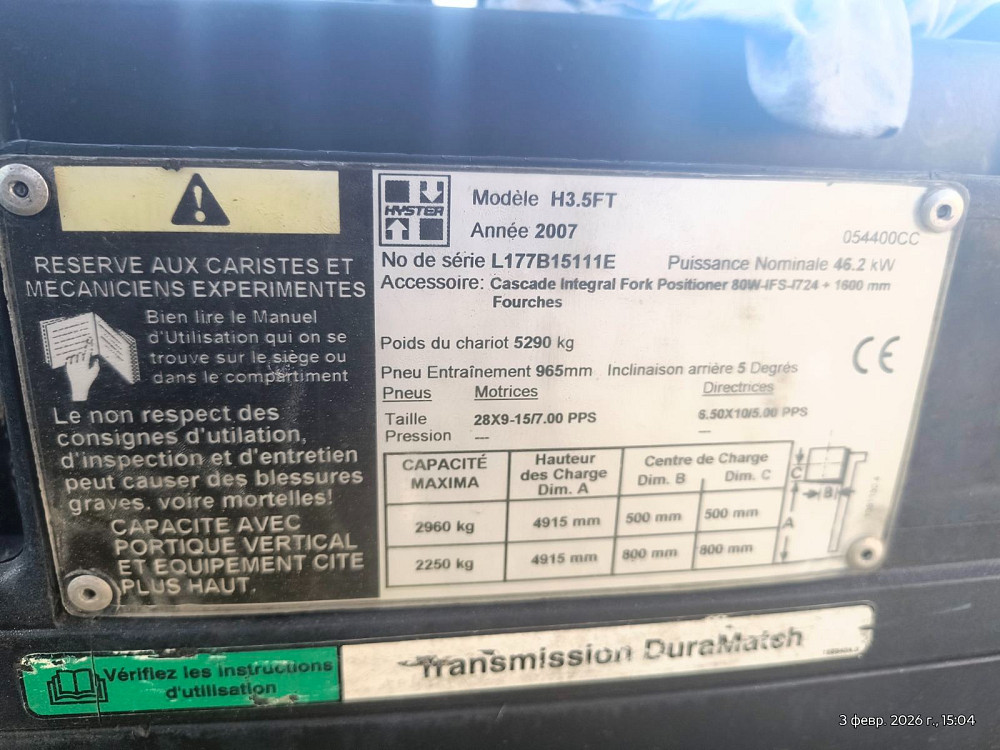 RESERVE AUX CARISTES ET
MECANICIENS EXPERIMENTES
Bien lire le Manuel
d'Utilisation qui on se
trouve sur le siège ou
dans le compartiment
Le non respect des
consignes d'utilation,
d'inspection et d'entretien
peut causer des blessures
graves. voire mortelles!
CAPACITE AVEC
PORTIQUE VERTICAL
ET EQUIPEMENT CITE
PLUS HAUT.
HYSTER
Modèle H3.5FT
Année 2007
054400CC
No de série L177B15111E Puissance Nominale 46.2 kW
Accessoire: Cascade Integral Fork Positioner 80W-IFS-I724 + 1600 mm
Fourches
Poids du chariot 5290 kg
CE
Pneu Entraînement 965mm Inclinaison arrière 5 Degrés
Pneus Motrices Directrices
Taille 28X9-15/7.00 PPS 6.50X10/5.00 PPS
Pression --- ---
CAPACITÉ MAXIMA Hauteur des Charge Dim. A Centre de Charge Dim. B Dim. C
2960 kg 4915 mm 500 mm 500 mm
2250 kg 4915 mm 800 mm 800 mm
C
B
A
Vérifiez les instructions
d'utilisation
Transmission DuraMatch
3 февр. 2026 г., 15:04